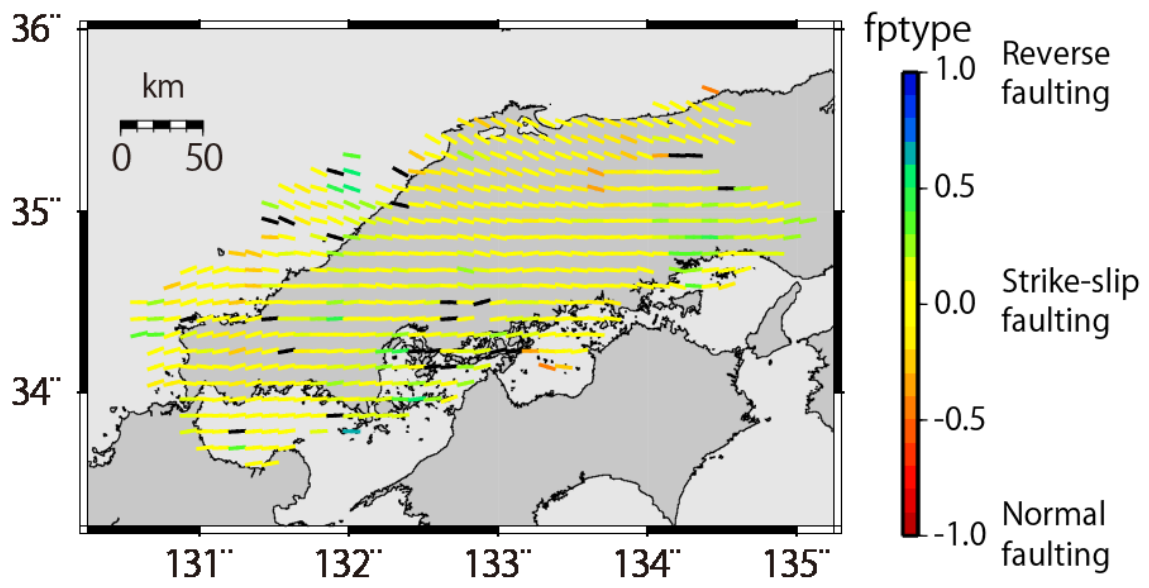 36¨
35¨
34¨
131¨
132¨
133¨
134¨
135¨
km
0 50
fptype
1.0
0.5
0.0
-0.5
-1.0
Reverse
faulting
Strike-slip
faulting
Normal
faulting